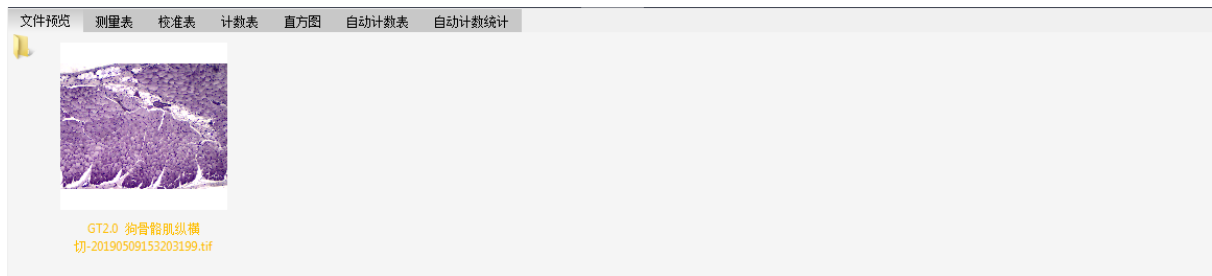 文件预览 测量表 校准表 计数表 直方图 自动计数表 自动计数统计
GT2.0 狗骨骼肌纵横
切-20190509153203199.tif